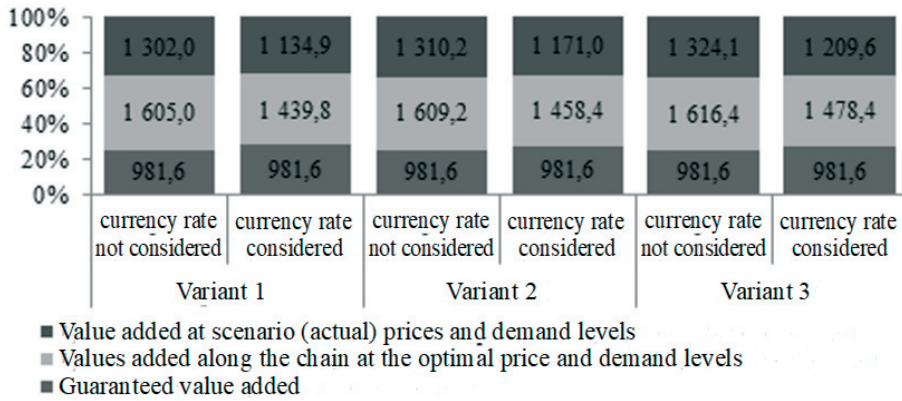 100%
80%
60%
40%
20%
0%
1 302,0 1 134,9 1 310,2 1 171,0 1 324,1 1 209,6
1 605,0 1 439,8 1 609,2 1 458,4 1 616,4 1 478,4
981,6 981,6 981,6 981,6 981,6 981,6
currency rate currency rate currency rate currency rate currency rate currency rate
not considered considered not considered considered not considered considered
Variant 1 Variant 2 Variant 3
Value added at scenario (actual) prices and demand levels
Values added along the chain at the optimal price and demand levels
Guaranteed value added